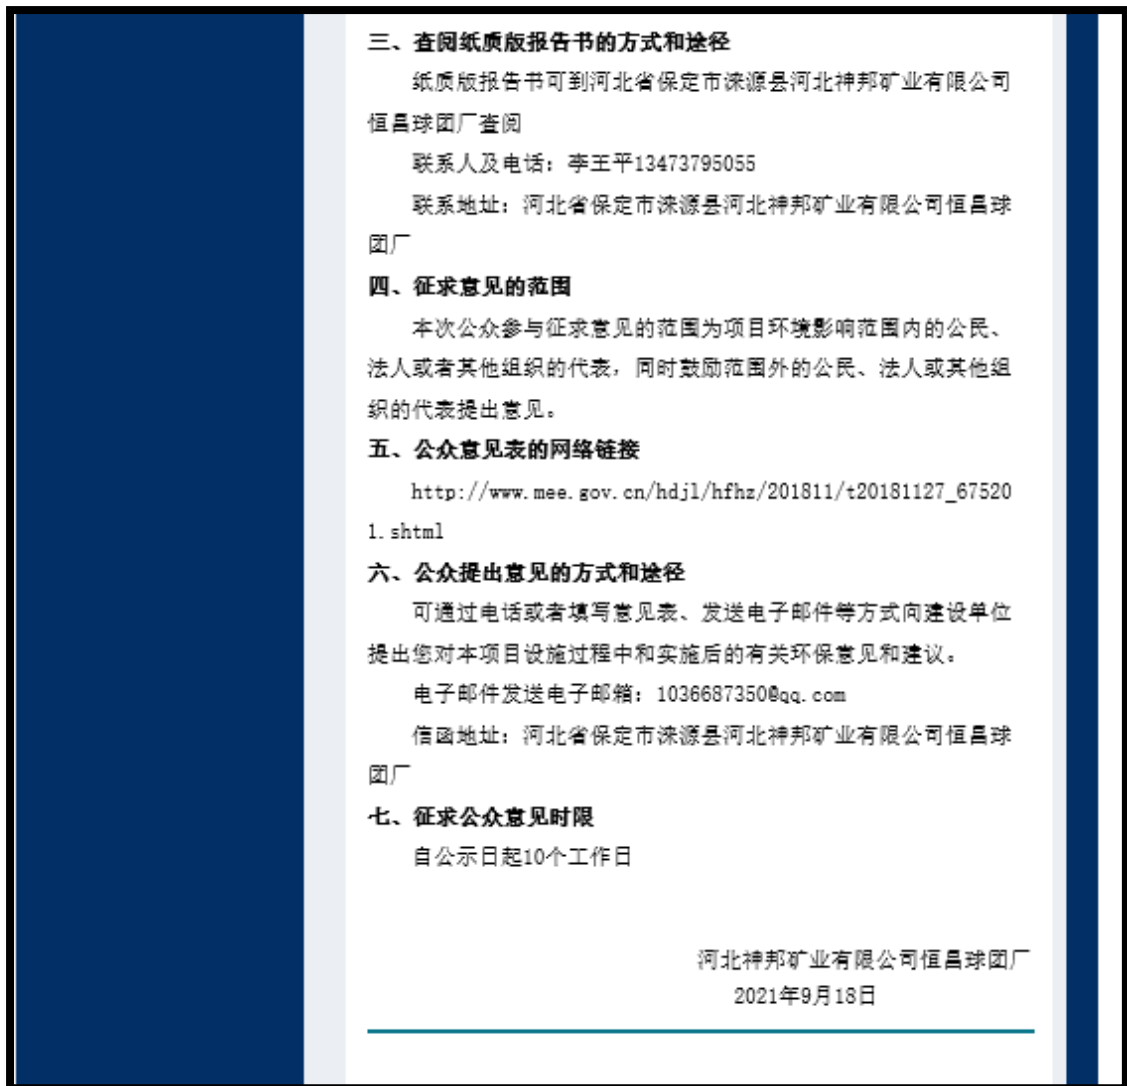 三、查阅纸质版报告书的方式和途径
纸质版报告书可到河北省保定市涞源县河北神邦矿业有限公司
恒昌球团厂查阅
联系人及电话：李王平13473795055
联系地址：河北省保定市涞源县河北神邦矿业有限公司恒昌球
团厂
四、征求意见的范围
本次公众参与征求意见的范围为项目环境影响范围内的公民、
法人或者其他组织的代表，同时鼓励范围外的公民、法人或其他组
织的代表提出意见。
五、公众意见表的网络链接
http://www.mee.gov.cn/hdjl/hfhz/201811/t20181127_67520
1.shtml
六、公众提出意见的方式和途径
可通过电话或者填写意见表、发送电子邮件等方式向建设单位
提出您对本项目设施过程中和实施后的有关环保意见和建议。
电子邮件发送电子邮箱：1036687350@qq.com
信函地址：河北省保定市涞源县河北神邦矿业有限公司恒昌球
团厂
七、征求公众意见时限
自公示日起10个工作日
河北神邦矿业有限公司恒昌球团厂
2021年9月18日